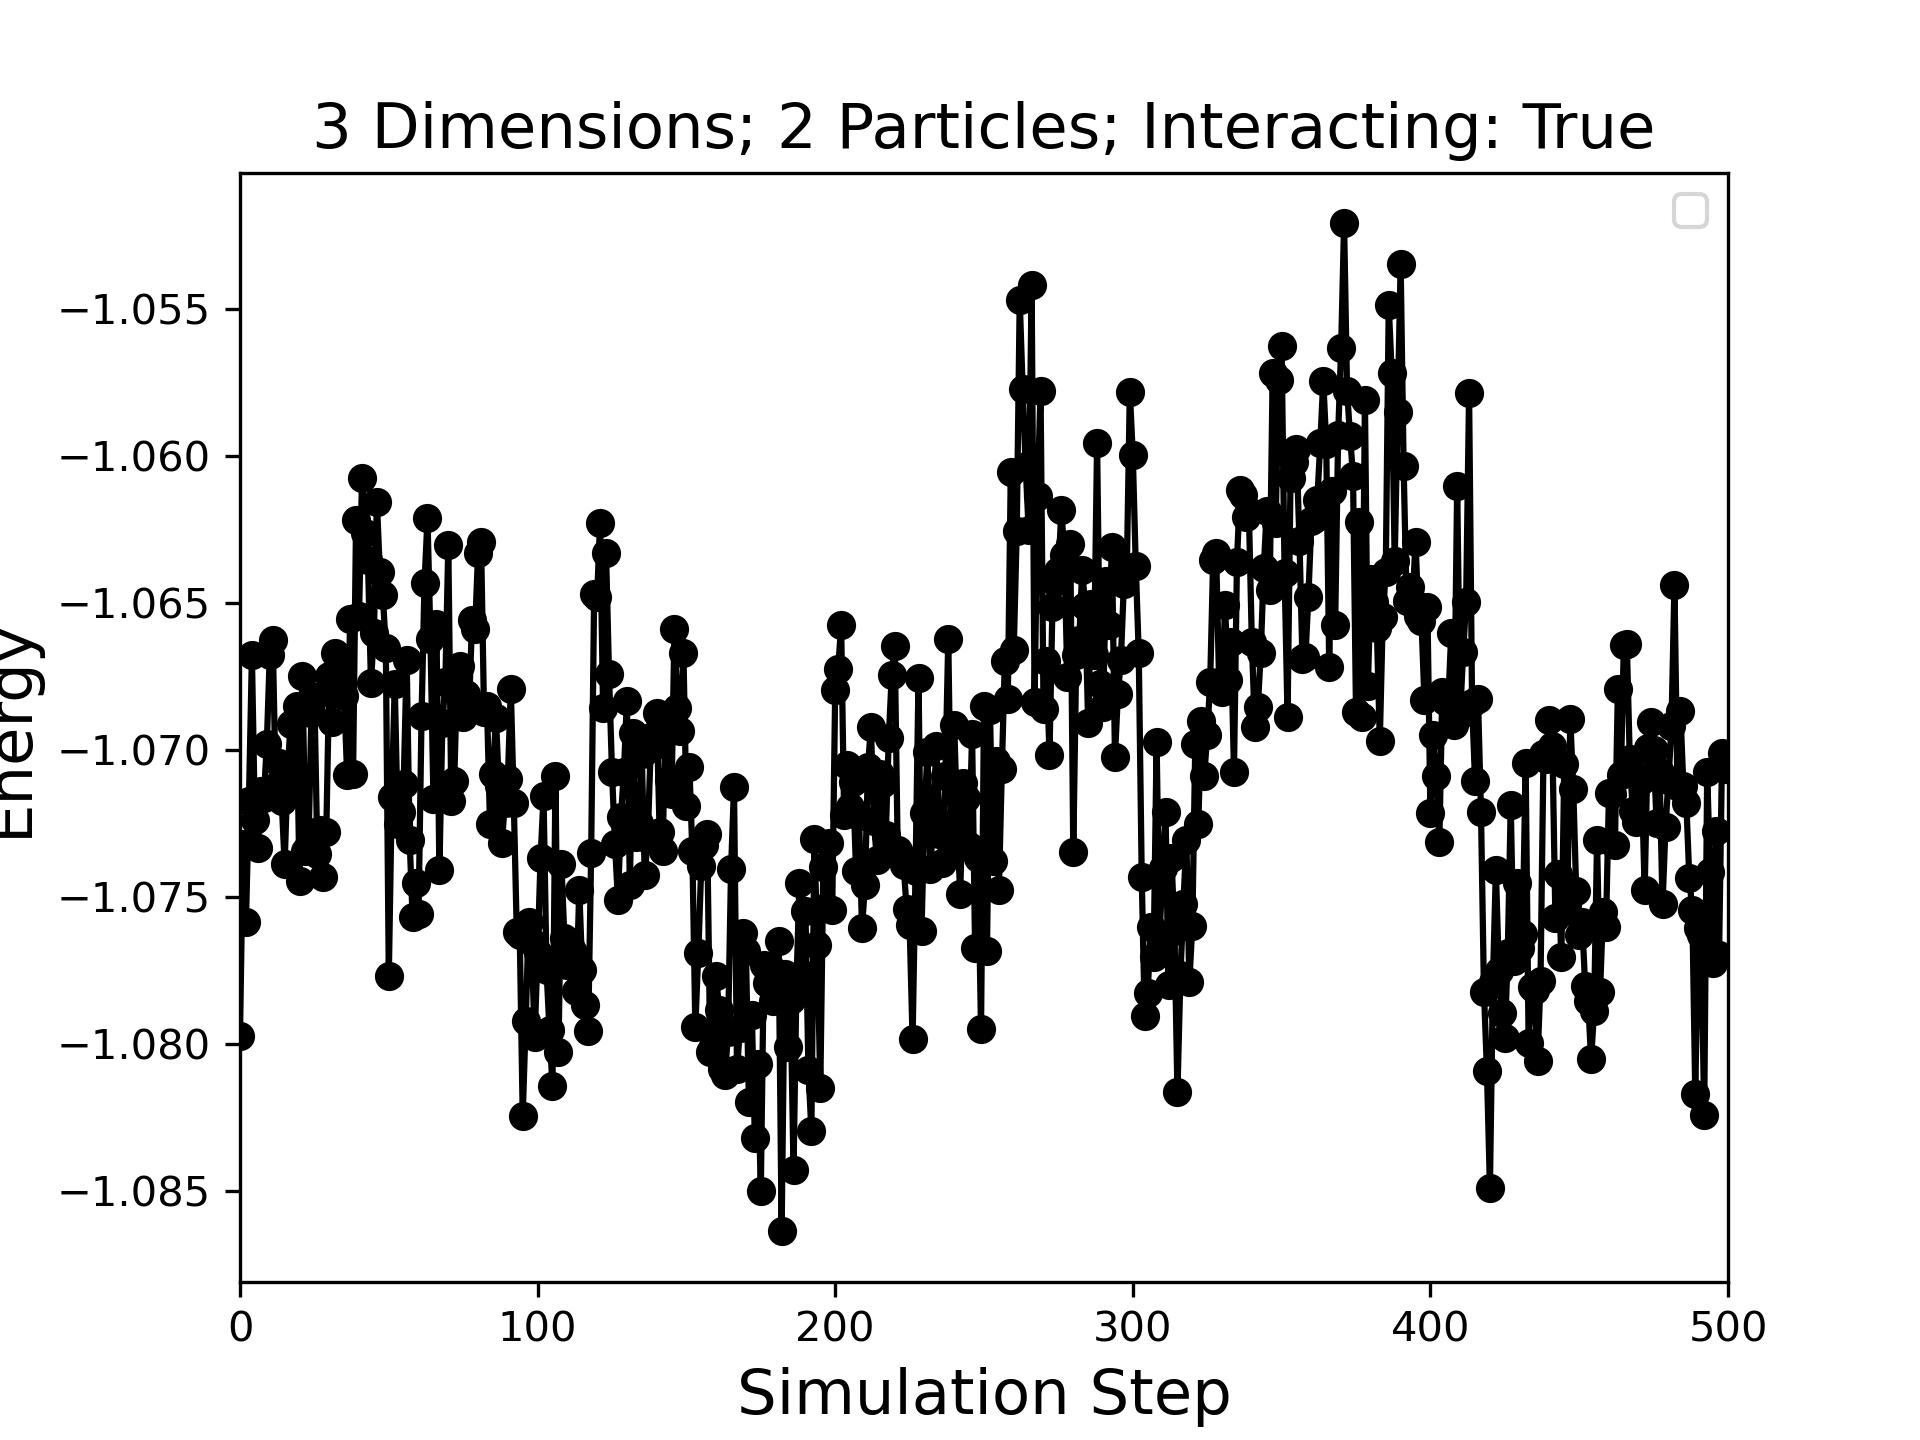 3 Dimensions; 2 Particles; Interacting: True
−1.055
−1.060
−1.065
−1.070
−1.075
−1.080
−1.085
Energy
0 100 200 300 400 500
Simulation Step